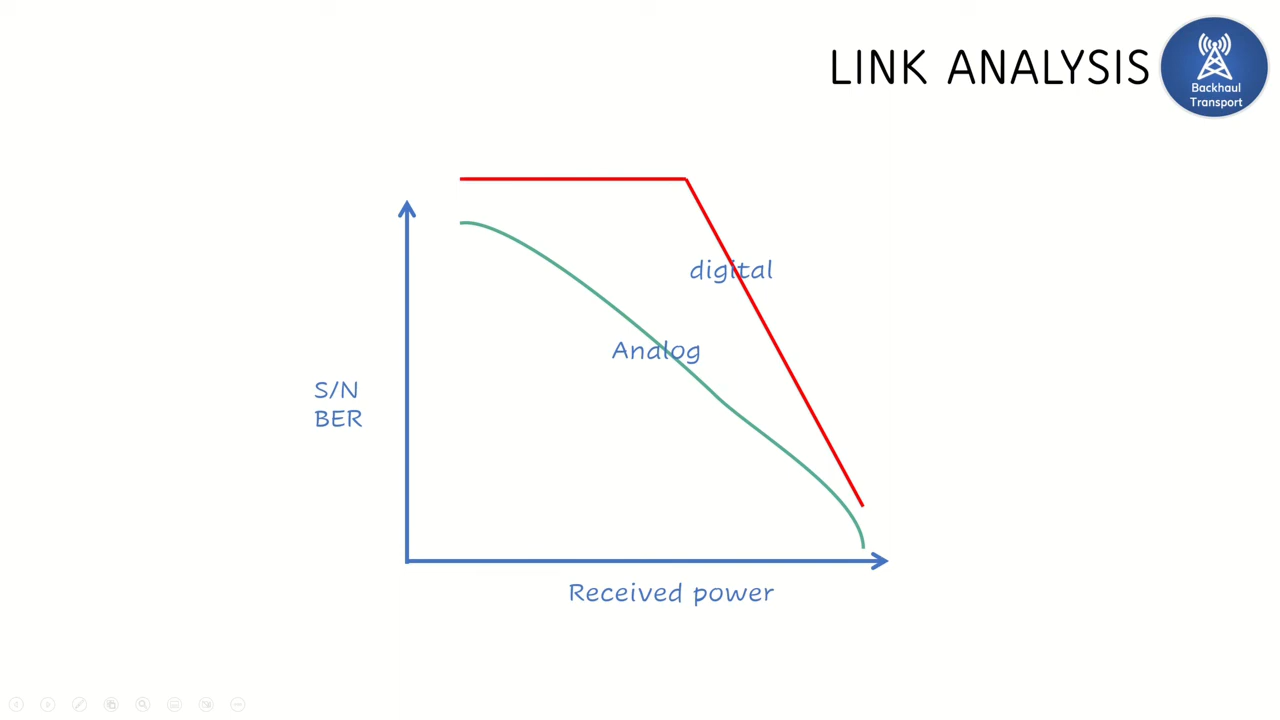 LINK ANALYSIS
Backhaul
Transport
digital
Analog
S/N
BER
Received power